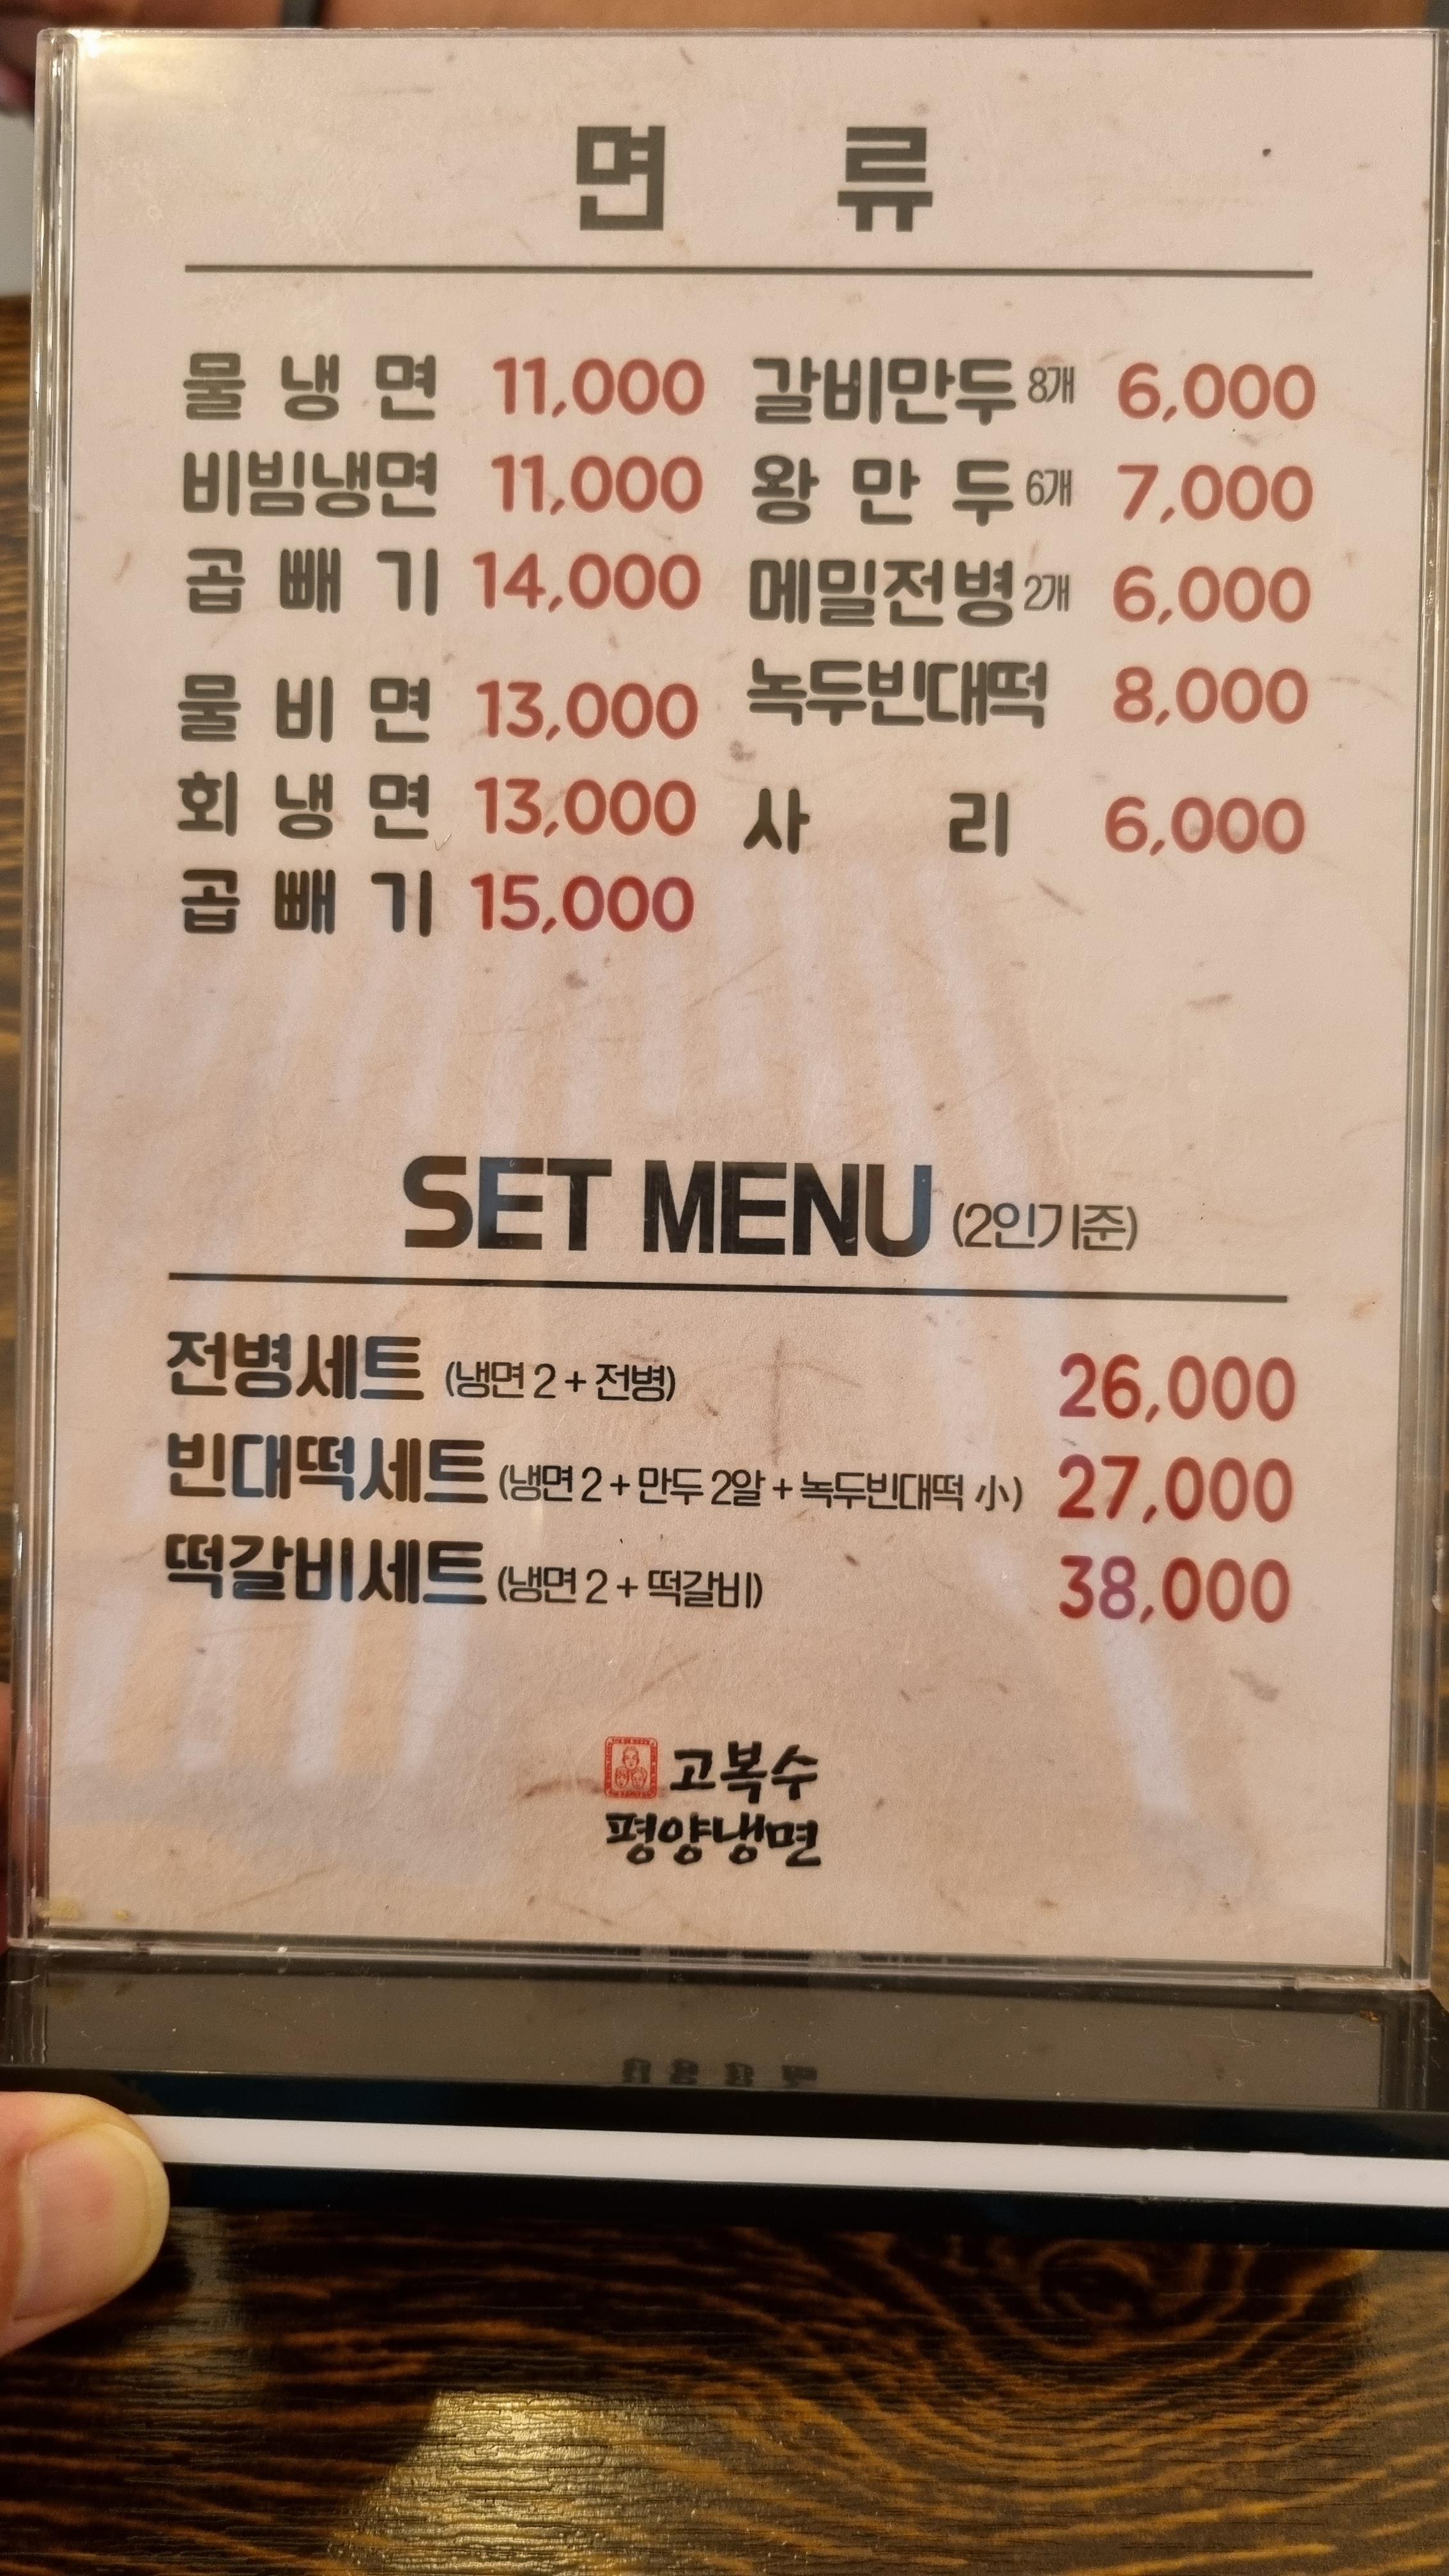 면 류
물 냉 면 11,000
비빔냉면 11,000
곱 빼 기 14,000
물 비 면 13,000
회 냉 면 13,000
곱 빼 기 15,000
갈비만두 8개 6,000
왕 만 두 6개 7,000
메밀전병 2개 6,000
녹두빈대떡 8,000
사 리 6,000
SET MENU (2인기준)
전병세트 (냉면 2 + 전병) 26,000
빈대떡세트 (냉면 2 + 만두 2알 + 녹두빈대떡 小) 27,000
떡갈비세트 (냉면 2 + 떡갈비) 38,000
고복수
평양냉면